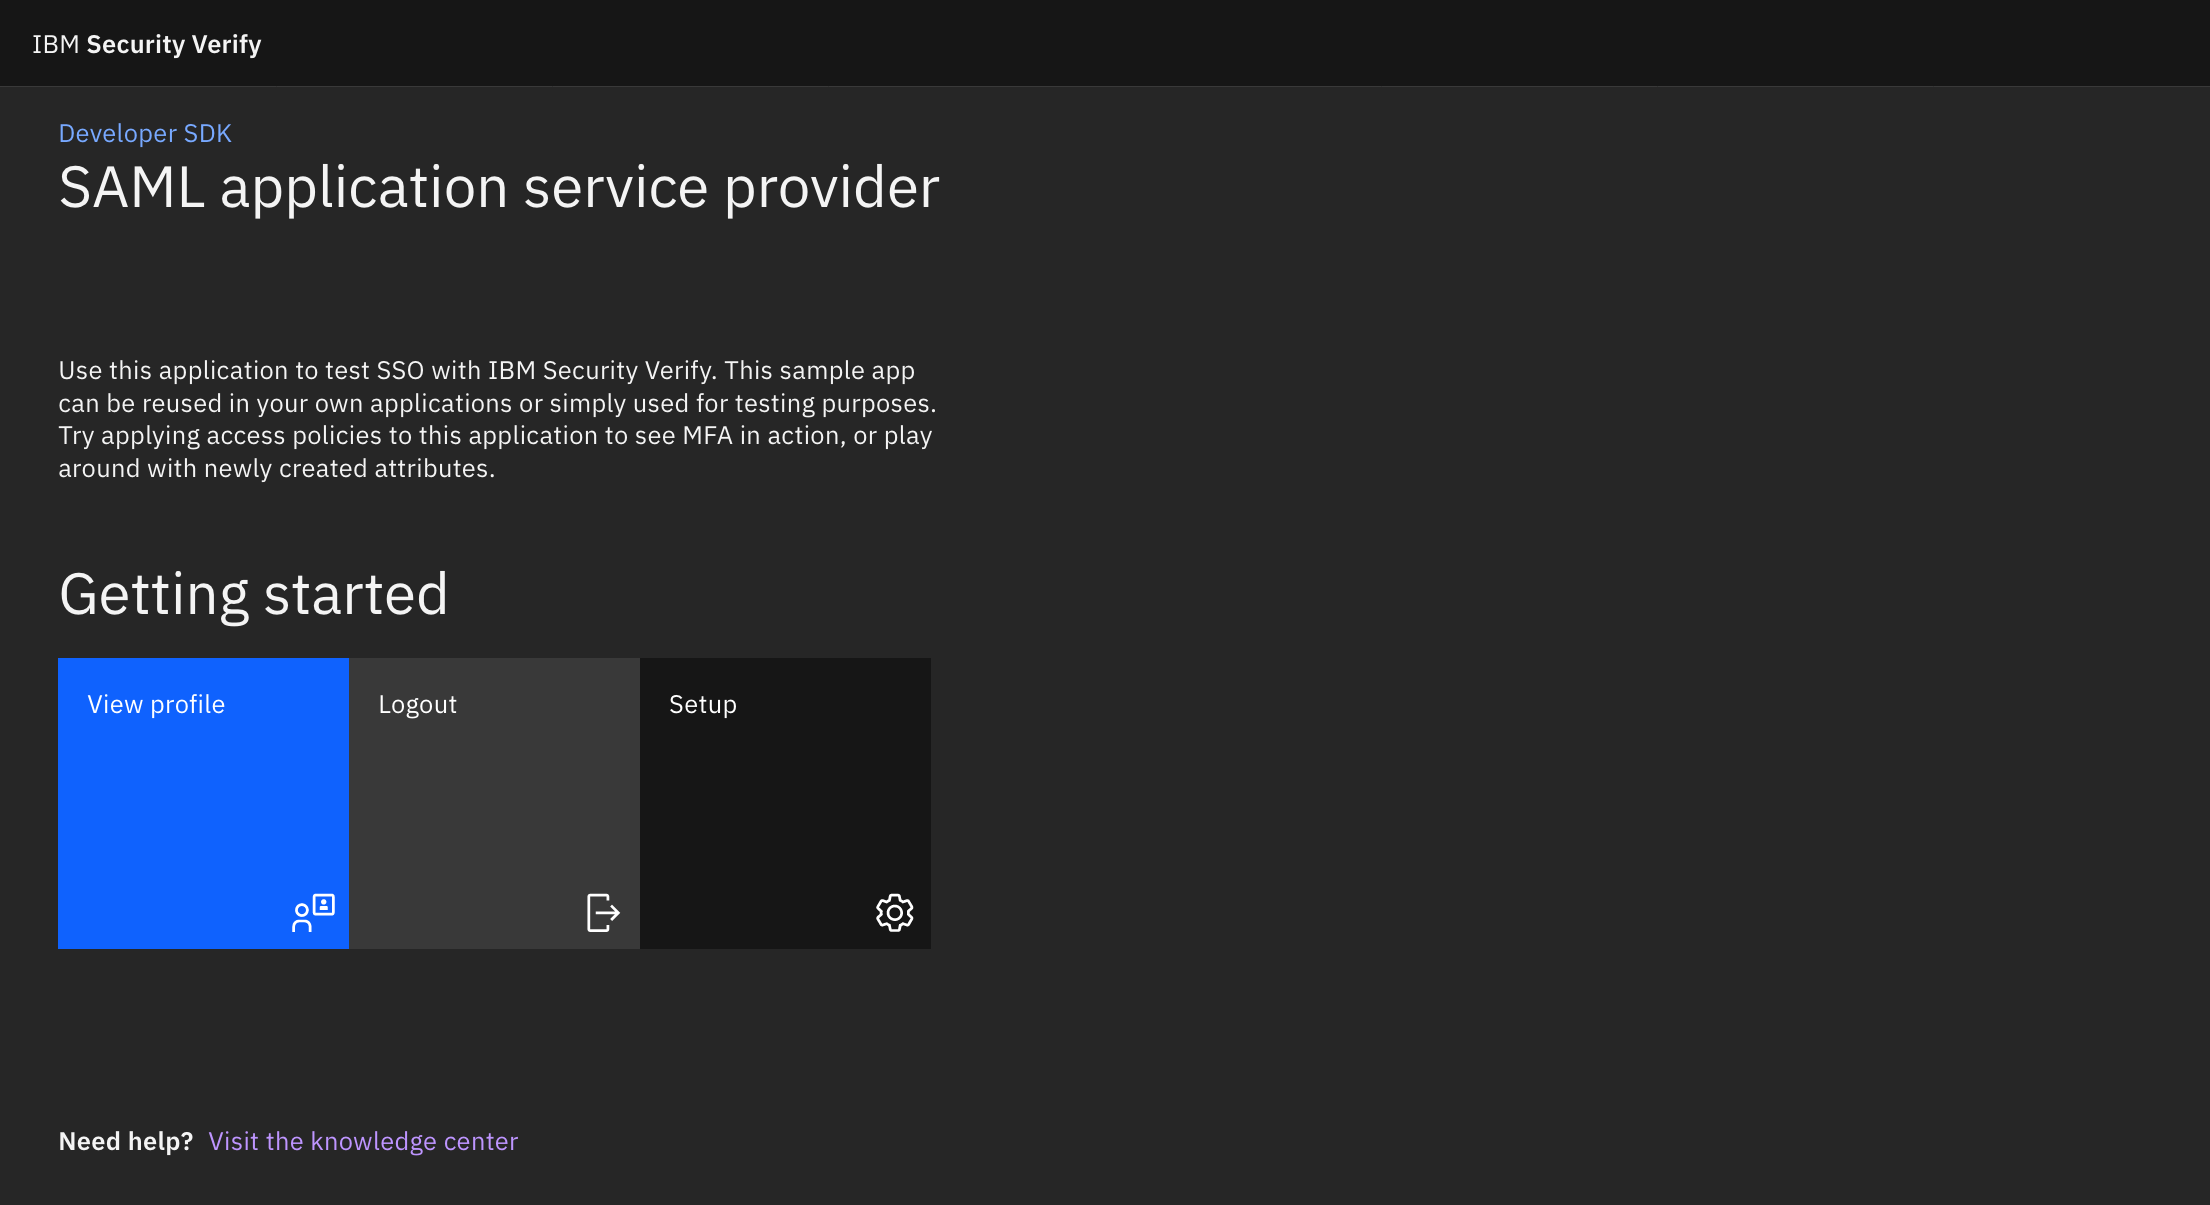 IBM Security Verify
Developer SDK
SAML application service provider
Use this application to test SSO with IBM Security Verify. This sample app
can be reused in your own applications or simply used for testing purposes.
Try applying access policies to this application to see MFA in action, or play
around with newly created attributes.
Getting started
View profile
Logout
Setup
Need help? Visit the knowledge center